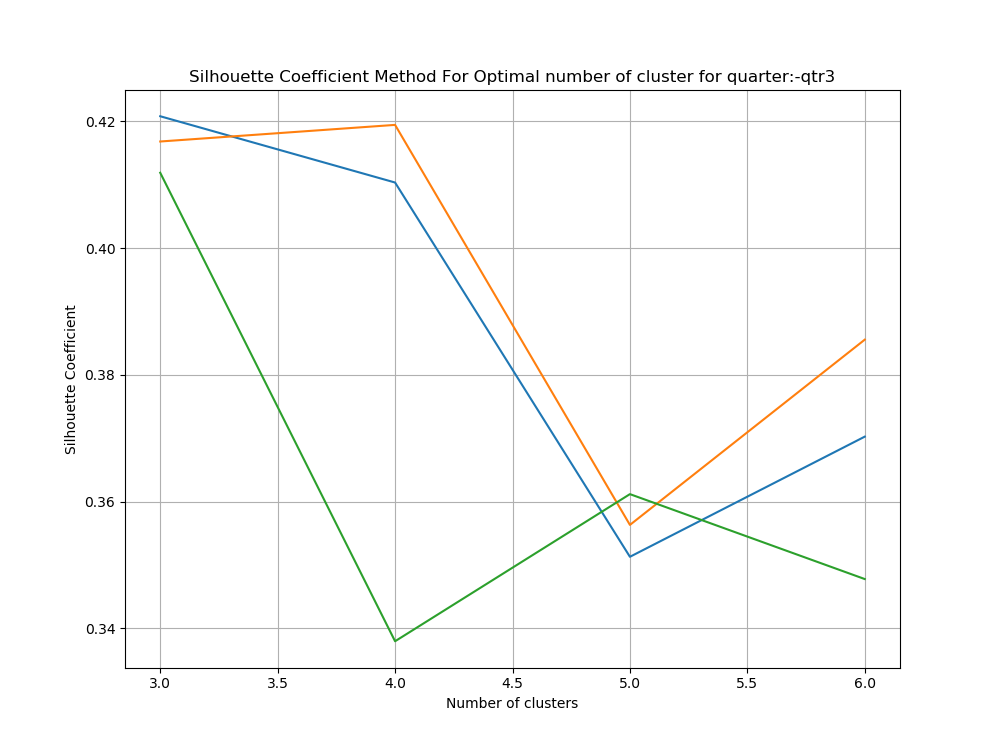 Silhouette Coefficient Method For Optimal number of cluster for quarter:-qtr3
Silhouette Coefficient
0.42
0.40
0.38
0.36
0.34
3.0 3.5 4.0 4.5 5.0 5.5 6.0
Number of clusters